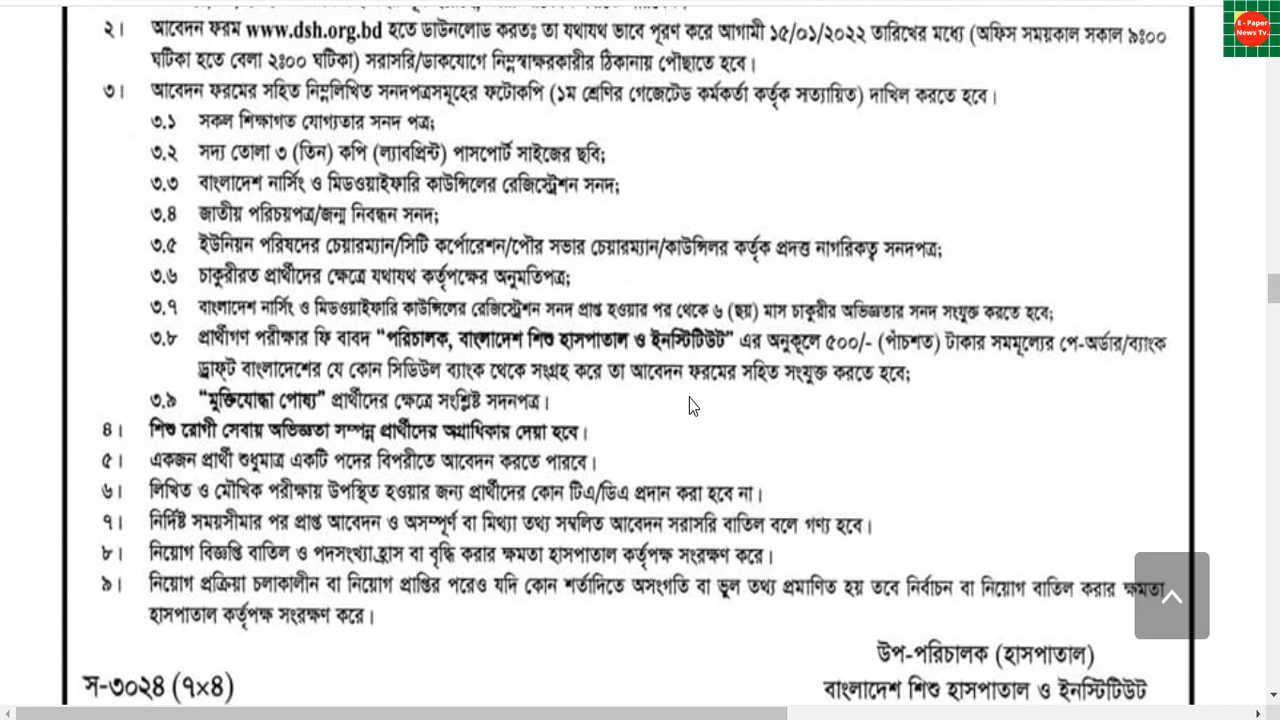 E - Paper
News Tv.
২। আবেদন ফরম www.dsh.org.bd হতে ডাউনলোড করতঃ তা যথাযথ ভাবে পূরণ করে আগামী ১৫/০১/২০২২ তারিখের মধ্যে (অফিস সময়কাল সকাল ৯ঃ০০
ঘটিকা হতে বেলা ২ঃ০০ ঘটিকা) সরাসরি/ডাকযোগে নিম্নস্বাক্ষরকারীর ঠিকানায় পৌছাতে হবে।
৩। আবেদন ফরমের সহিত নিম্নলিখিত সনদপত্রসমূহের ফটোকপি (১ম শ্রেণির গেজেটেড কর্মকর্তা কর্তৃক সত্যায়িত) দাখিল করতে হবে।
৩.১ সকল শিক্ষাগত যোগ্যতার সনদ পত্র;
৩.২ সদ্য তোলা ৩ (তিন) কপি (ল্যাবপ্রিন্ট) পাসপোর্ট সাইজের ছবি;
৩.৩ বাংলাদেশ নার্সিং ও মিডওয়াইফারি কাউন্সিলের রেজিস্ট্রেশন সনদ;
৩.৪ জাতীয় পরিচয়পত্র/জন্ম নিবন্ধন সনদ;
৩.৫ ইউনিয়ন পরিষদের চেয়ারম্যান/সিটি কর্পোরেশন/পৌর সভার চেয়ারম্যান/কাউন্সিলর কর্তৃক প্রদত্ত নাগরিকত্ব সনদপত্র;
৩.৬ চাকুরীরত প্রার্থীদের ক্ষেত্রে যথাযথ কর্তৃপক্ষের অনুমতিপত্র;
৩.৭ বাংলাদেশ নার্সিং ও মিডওয়াইফারি কাউন্সিলের রেজিস্ট্রেশন সনদ প্রাপ্ত হওয়ার পর থেকে ৬ (ছয়) মাস চাকুরীর অভিজ্ঞতার সনদ সংযুক্ত করতে হবে;
৩.৮ প্রার্থীগণ পরীক্ষার ফি বাবদ “পরিচালক, বাংলাদেশ শিশু হাসপাতাল ও ইনস্টিটিউট” এর অনুকূলে ৫০০/- (পাঁচশত) টাকার সমমূল্যের পে-অর্ডার/ব্যাংক
ড্রাফ্ট বাংলাদেশের যে কোন সিডিউল ব্যাংক থেকে সংগ্রহ করে তা আবেদন ফরমের সহিত সংযুক্ত করতে হবে;
৩.৯ “মুক্তিযোদ্ধা পোষ্য” প্রার্থীদের ক্ষেত্রে সংশ্লিষ্ট সদনপত্র।
৪। শিশু রোগী সেবায় অভিজ্ঞতা সম্পন্ন প্রার্থীদের অগ্রাধিকার দেয়া হবে।
৫। একজন প্রার্থী শুধুমাত্র একটি পদের বিপরীতে আবেদন করতে পারবে।
৬। লিখিত ও মৌখিক পরীক্ষায় উপস্থিত হওয়ার জন্য প্রার্থীদের কোন টিএ/ডিএ প্রদান করা হবে না।
৭। নির্দিষ্ট সময়সীমার পর প্রাপ্ত আবেদন ও অসম্পূর্ণ বা মিথ্যা তথ্য সম্বলিত আবেদন সরাসরি বাতিল বলে গণ্য হবে।
৮। নিয়োগ বিজ্ঞপ্তি বাতিল ও পদসংখ্যা হ্রাস বা বৃদ্ধি করার ক্ষমতা হাসপাতাল কর্তৃপক্ষ সংরক্ষণ করে।
৯। নিয়োগ প্রক্রিয়া চলাকালীন বা নিয়োগ প্রাপ্তির পরেও যদি কোন শর্তাদিতে অসংগতি বা ভুল তথ্য প্রমাণিত হয় তবে নির্বাচন বা নিয়োগ বাতিল করার ক্ষমতা
হাসপাতাল কর্তৃপক্ষ সংরক্ষণ করে।
উপ-পরিচালক (হাসপাতাল)
স-৩০২৪ (৭×৪) বাংলাদেশ শিশু হাসপাতাল ও ইনস্টিটিউট